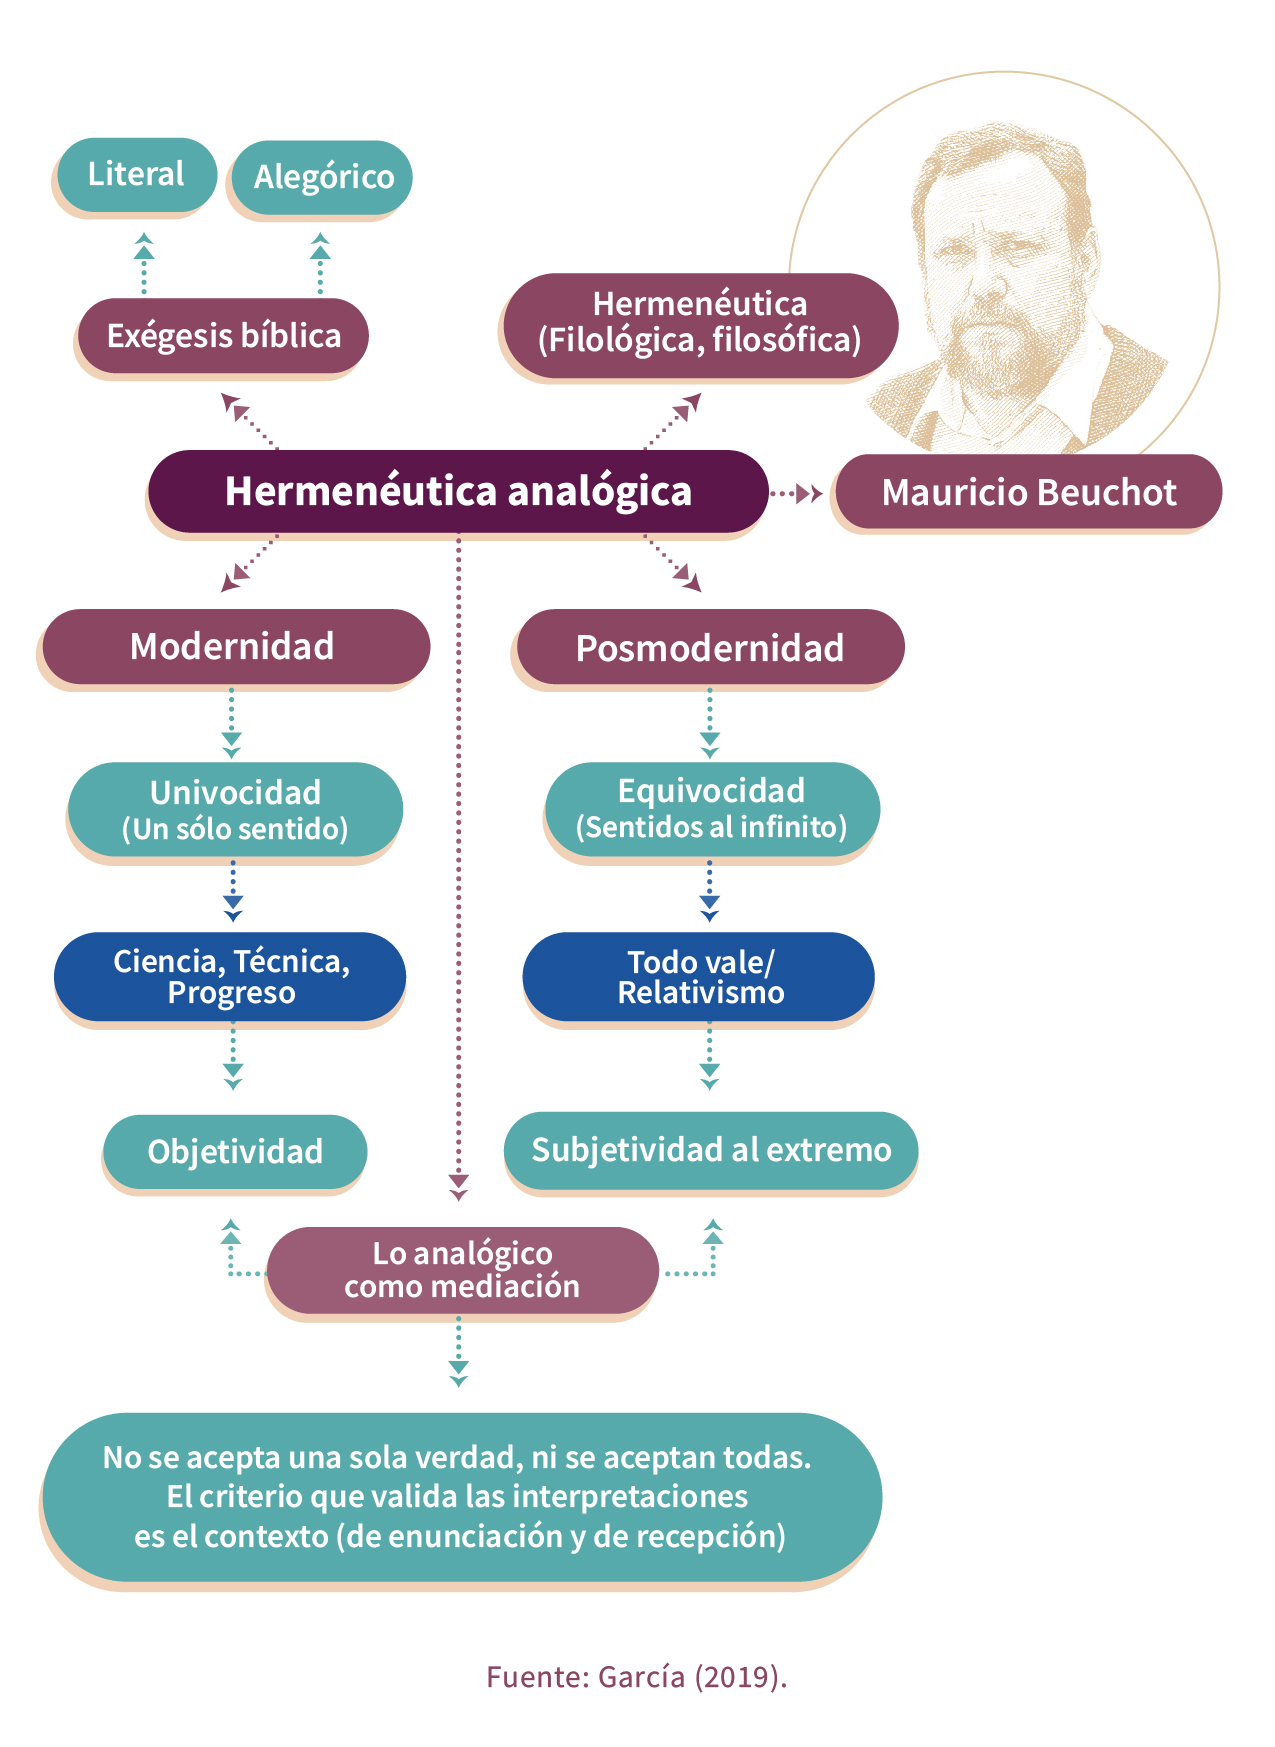 Literal
Alegórico
Exégesis bíblica
Hermenéutica
(Filológica, filosófica)
Hermenéutica analógica
Mauricio Beuchot
Modernidad
Posmodernidad
Univocidad
(Un sólo sentido)
Equivocidad
(Sentidos al infinito)
Ciencia, Técnica,
Progreso
Todo vale/
Relativismo
Objetividad
Subjetividad al extremo
Lo analógico
como mediación
No se acepta una sola verdad, ni se aceptan todas.
El criterio que valida las interpretaciones
es el contexto (de enunciación y de recepción)
Fuente: García (2019).